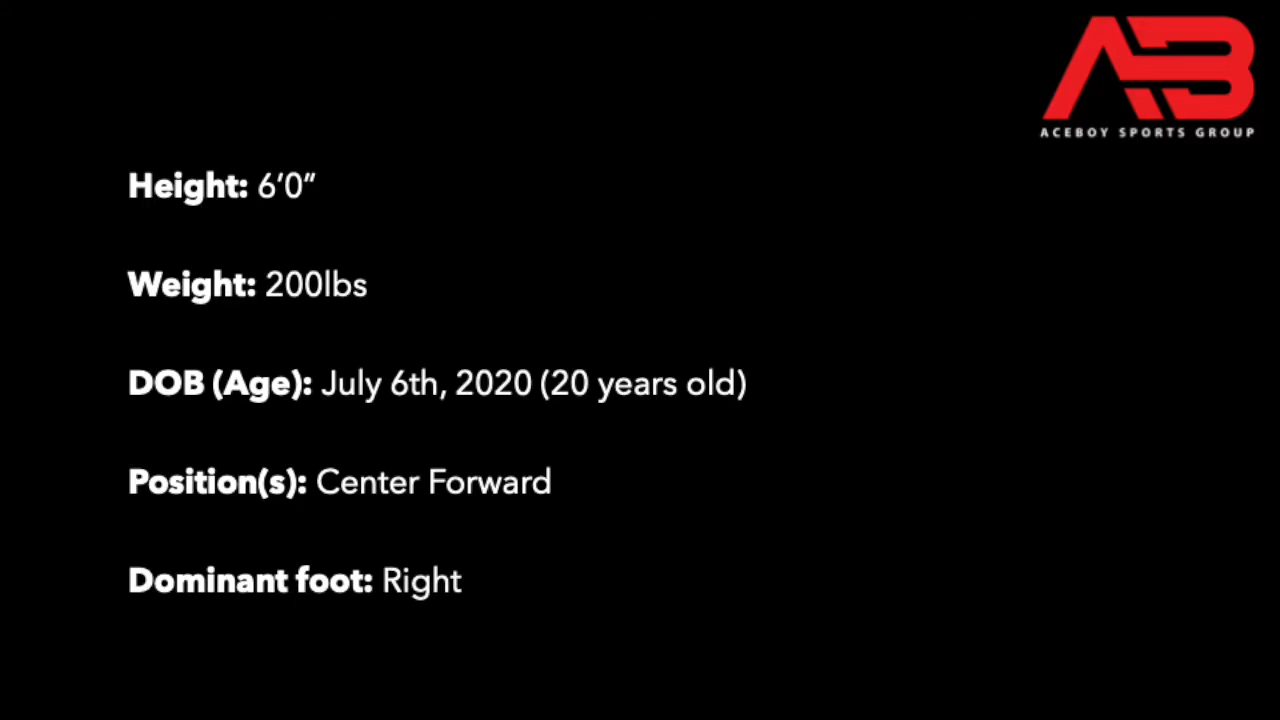 AB
ACEBOY SPORTS GROUP
Height: 6’0”
Weight: 200lbs
DOB (Age): July 6th, 2020 (20 years old)
Position(s): Center Forward
Dominant foot: Right